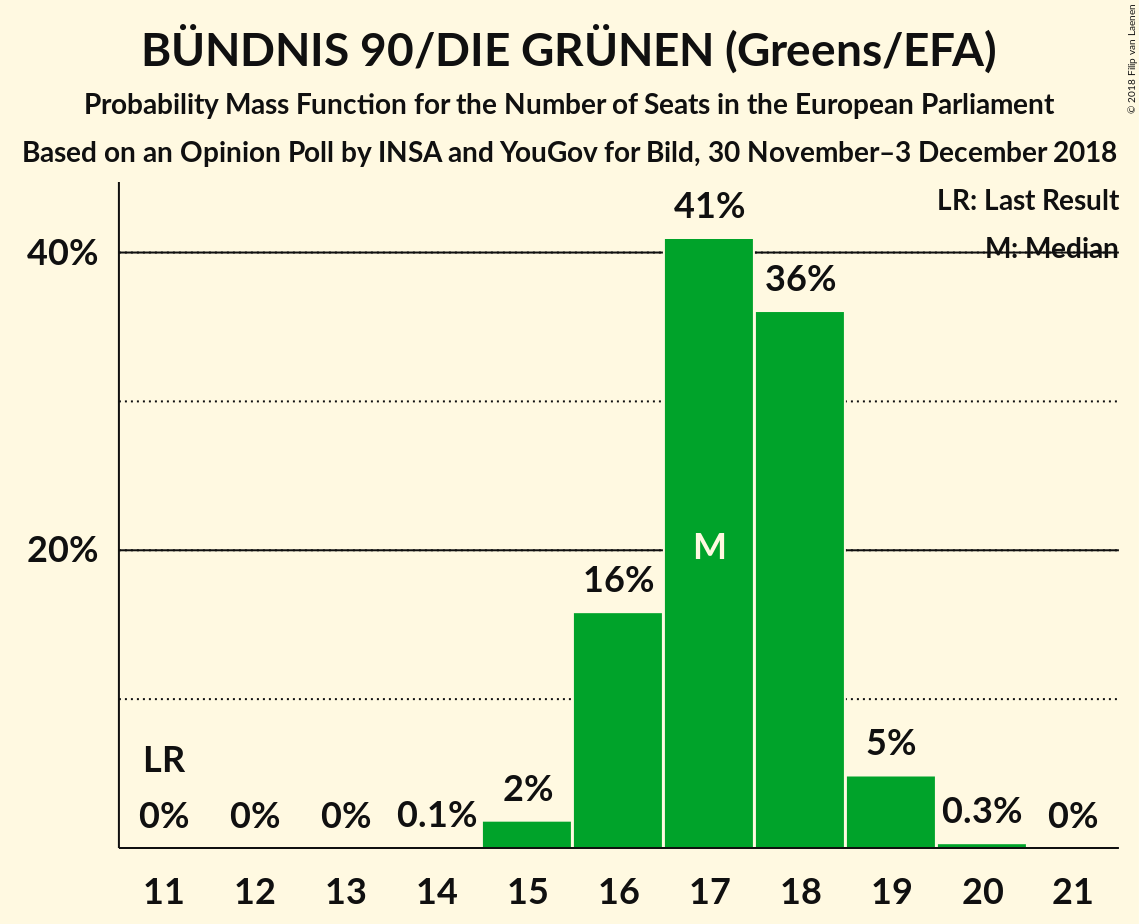 BÜNDNIS 90/DIE GRÜNEN (Greens/EFA)
Probability Mass Function for the Number of Seats in the European Parliament
Based on an Opinion Poll by INSA and YouGov for Bild, 30 November–3 December 2018
© 2018 Filip van Laenen
LR: Last Result
M: Median
41%
40%
36%
M
20%
16%
LR
5%
2%
0%
0%
0%
0.1%
0.3%
0%
11 12 13 14 15 16 17 18 19 20 21